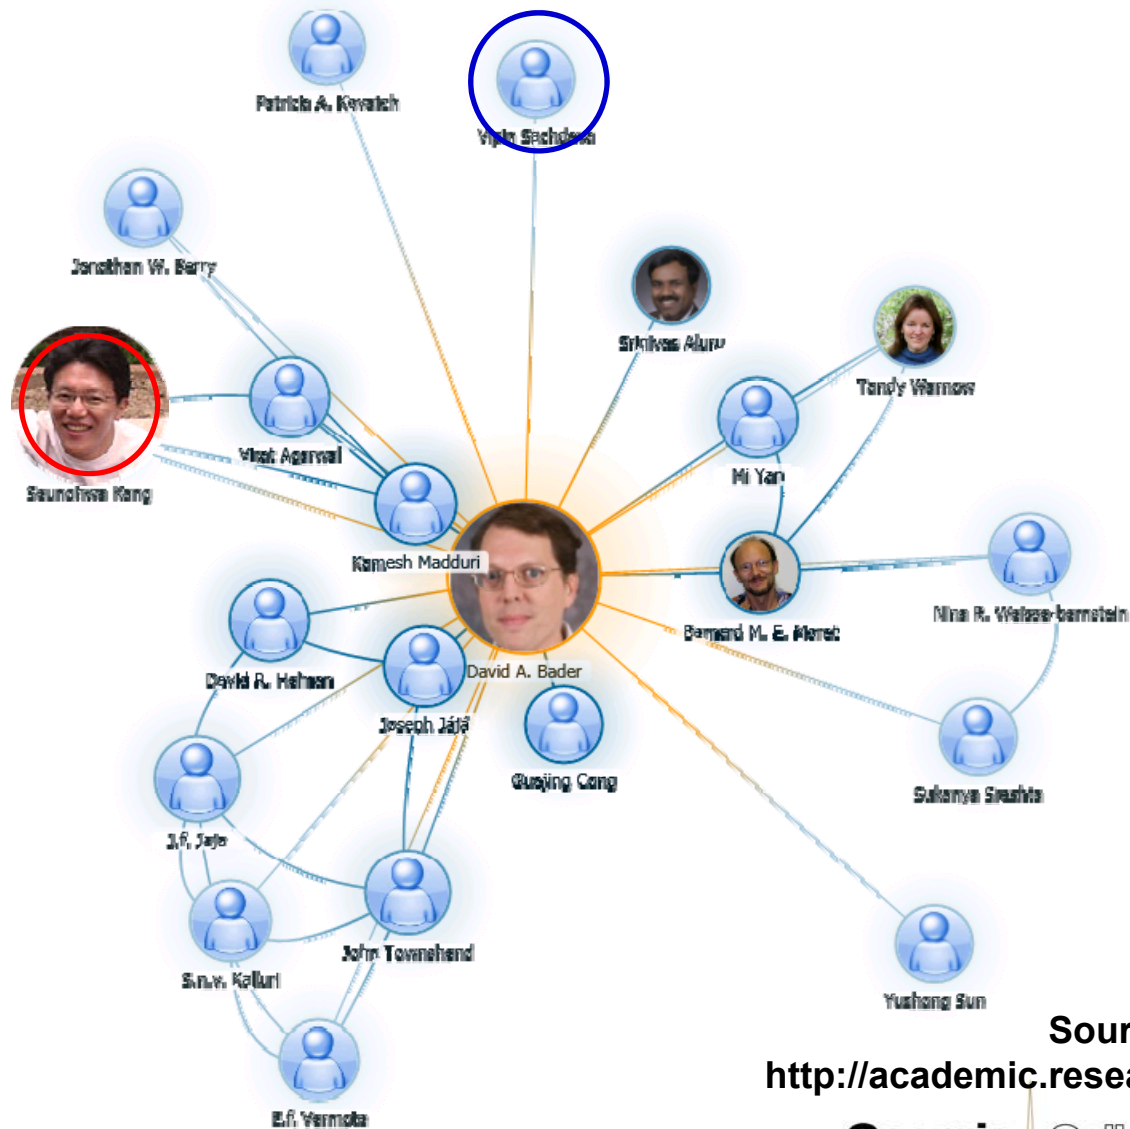 Patricia A. Kovatch
Vipin Sachdeva
Jonathan W. Berry
Srinivas Aluru
Tandy Warnow
Virat Agarwal
Mi Yan
Seunghwa Kang
Kamesh Madduri
Nina R. Weisse-bernstein
Bernard M. E. Moret
David A. Bader
David R. Helman
Joseph JáJá
Guojing Cong
Sukanya Sreshta
J.f. Jaja
John Townshend
S.n.v. Kalluri
Yusheng Sun
Sour
http://academic.resea
E.f. Vermote